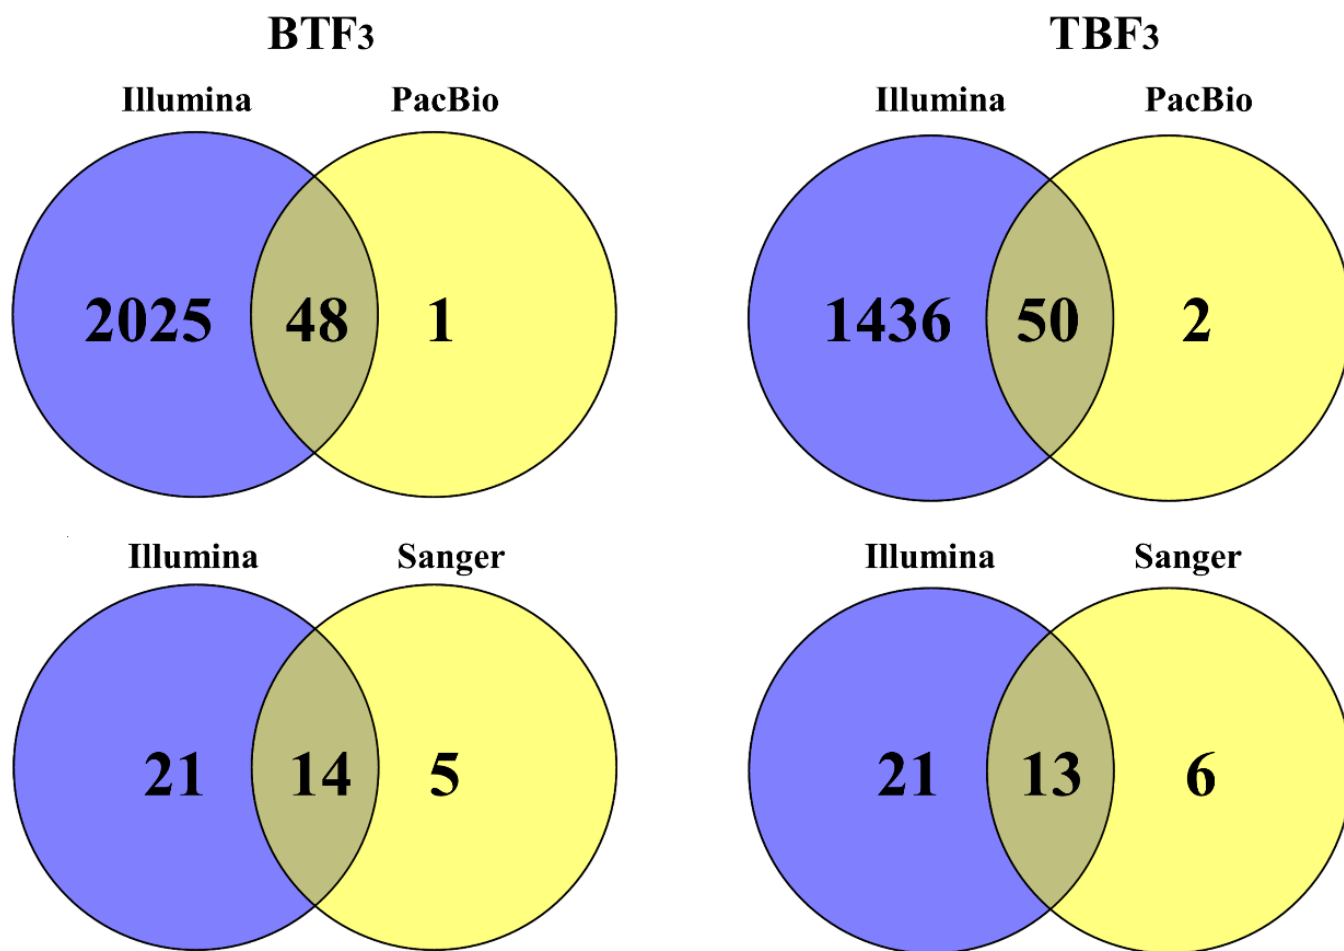 BTF3
TBF3
Illumina PacBio
Illumina PacBio
2025 48 1
1436 50 2
Illumina Sanger
Illumina Sanger
21 14 5
21 13 6